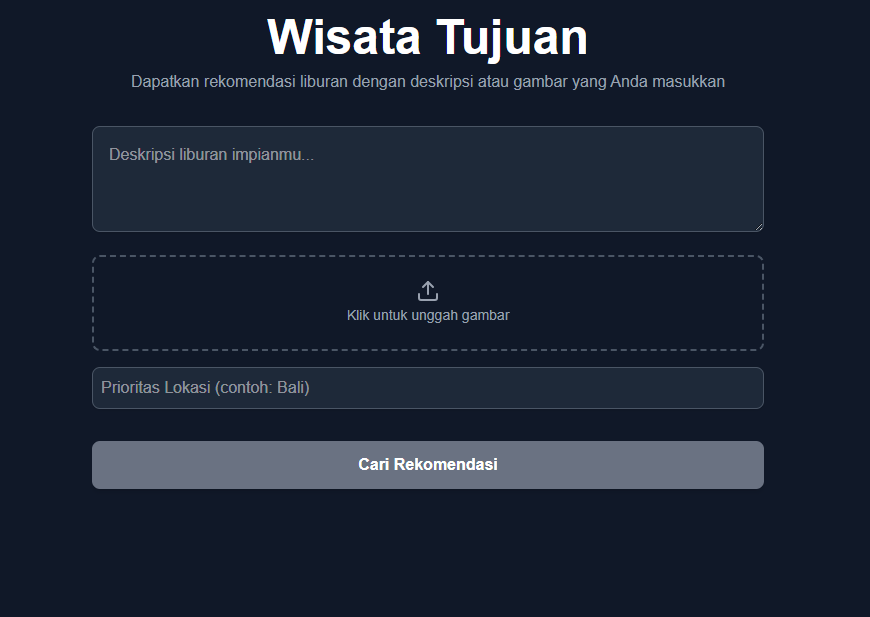 Wisata Tujuan
Dapatkan rekomendasi liburan dengan deskripsi atau gambar yang Anda masukkan
Deskripsi liburan impianmu...
Klik untuk unggah gambar
Prioritas Lokasi (contoh: Bali)
Cari Rekomendasi